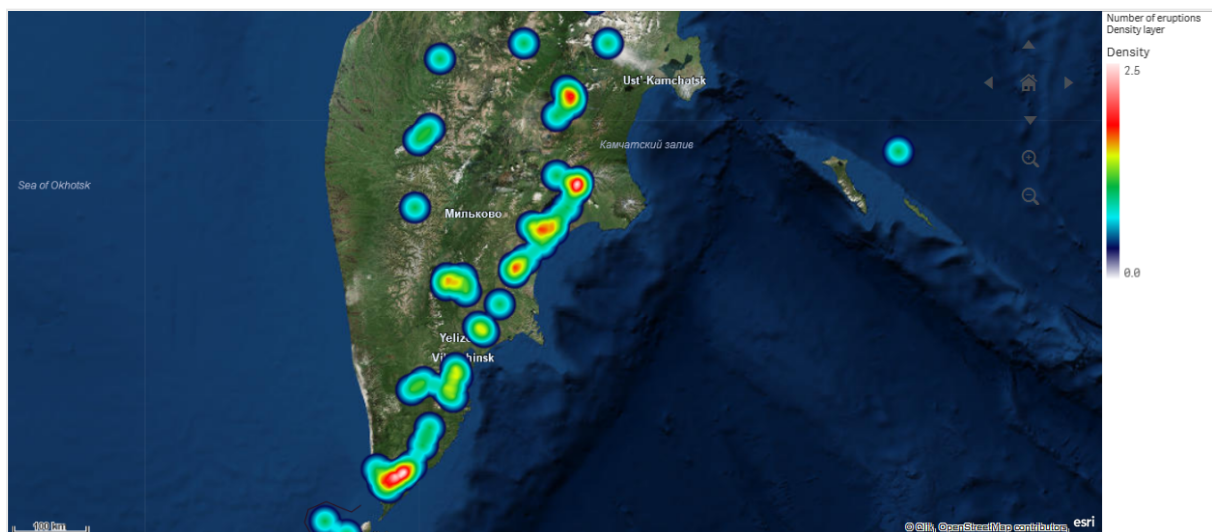 Number of eruptions
Density layer
Density
2.5
0.0
Ust'-Kamchatsk
Камчатский залив
Sea of Okhotsk
Мильково
100 km
© Qlik, OpenStreetMap contributors,
esri